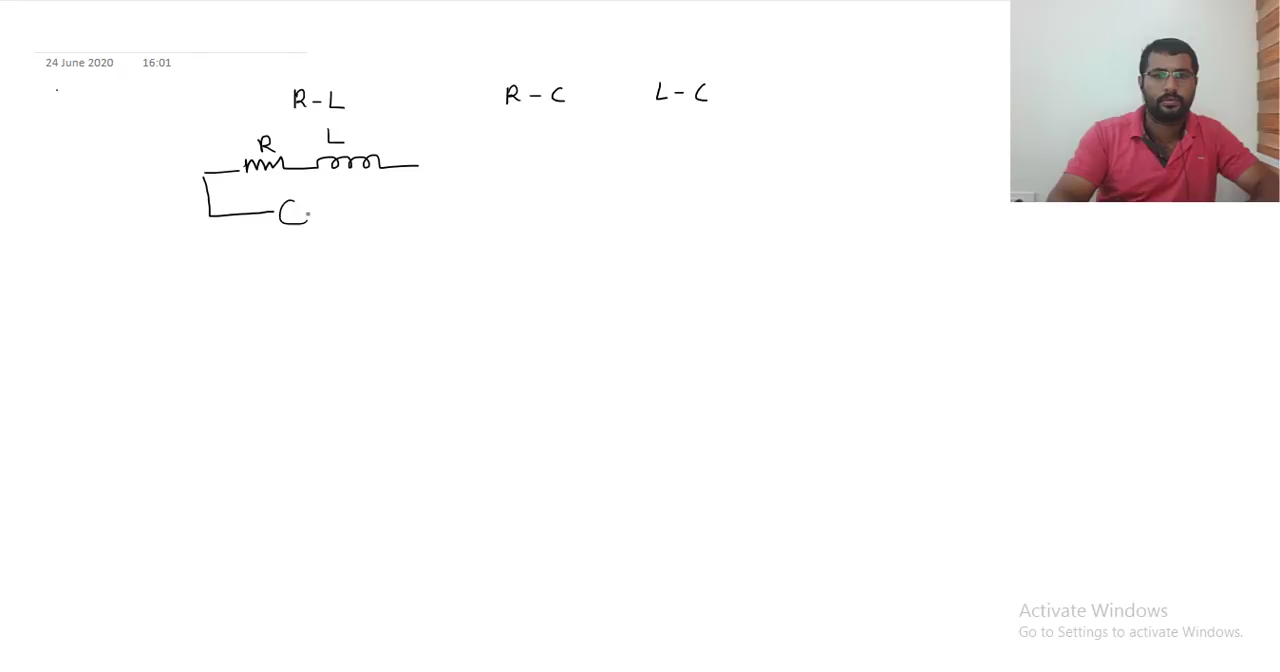 24 June 2020 16:01
R-L R-C L-C
R L
C
Activate Windows
Go to Settings to activate Windows.